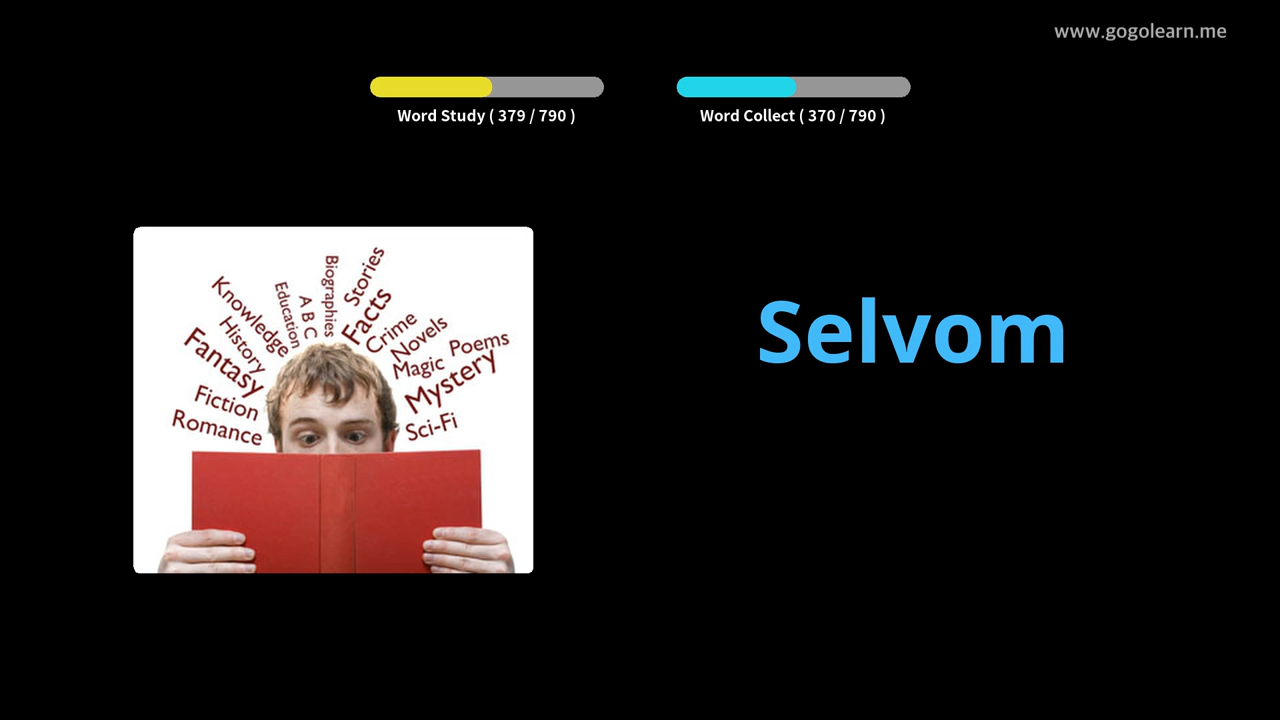 www.gogolearn.me
Word Study ( 379 / 790 )
Word Collect ( 370 / 790 )
Selvom
Biographies
Stories
Education
A B C
Facts
Knowledge
Crime
History
Novels
Fantasy
Poems
Magic
Mystery
Fiction
Romance
Sci-Fi